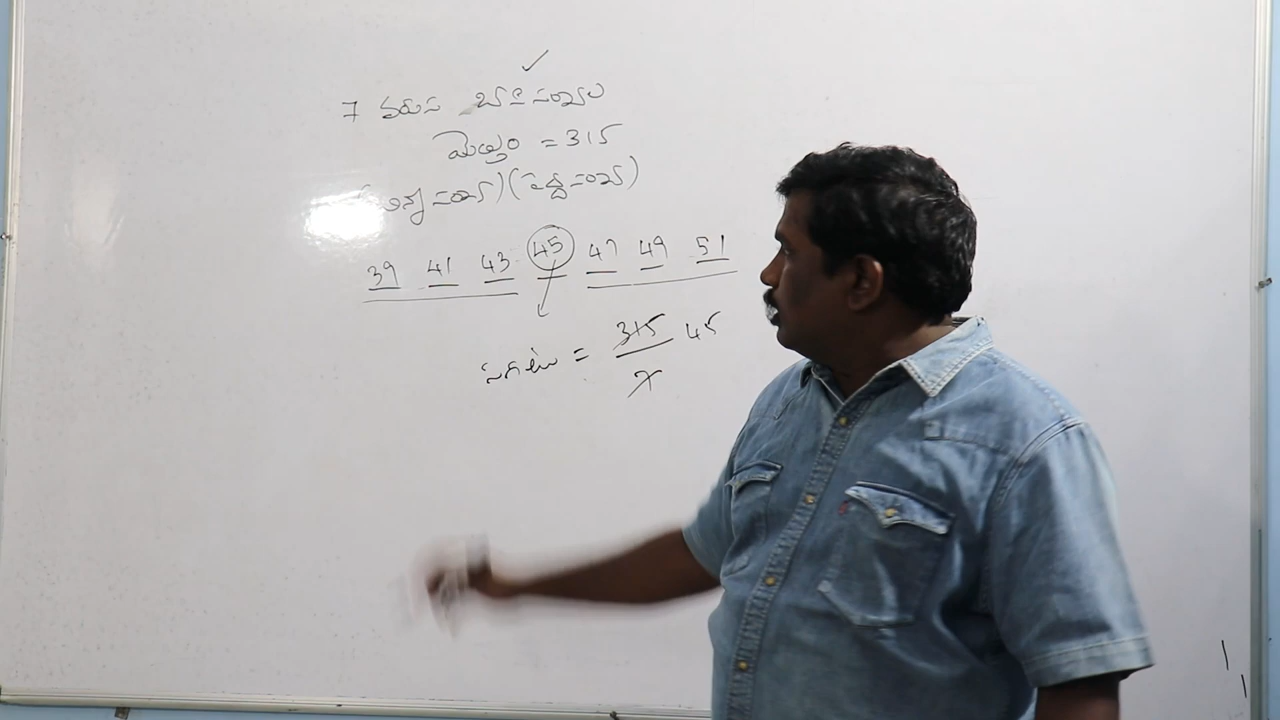 7 వరుస బేసి సంఖ్యల
మొత్తం = 315
చిన్న సంఖ్య) (పెద్ద సంఖ్య)
39 41 43 45 47 49 51
సగటు = 315/7 45